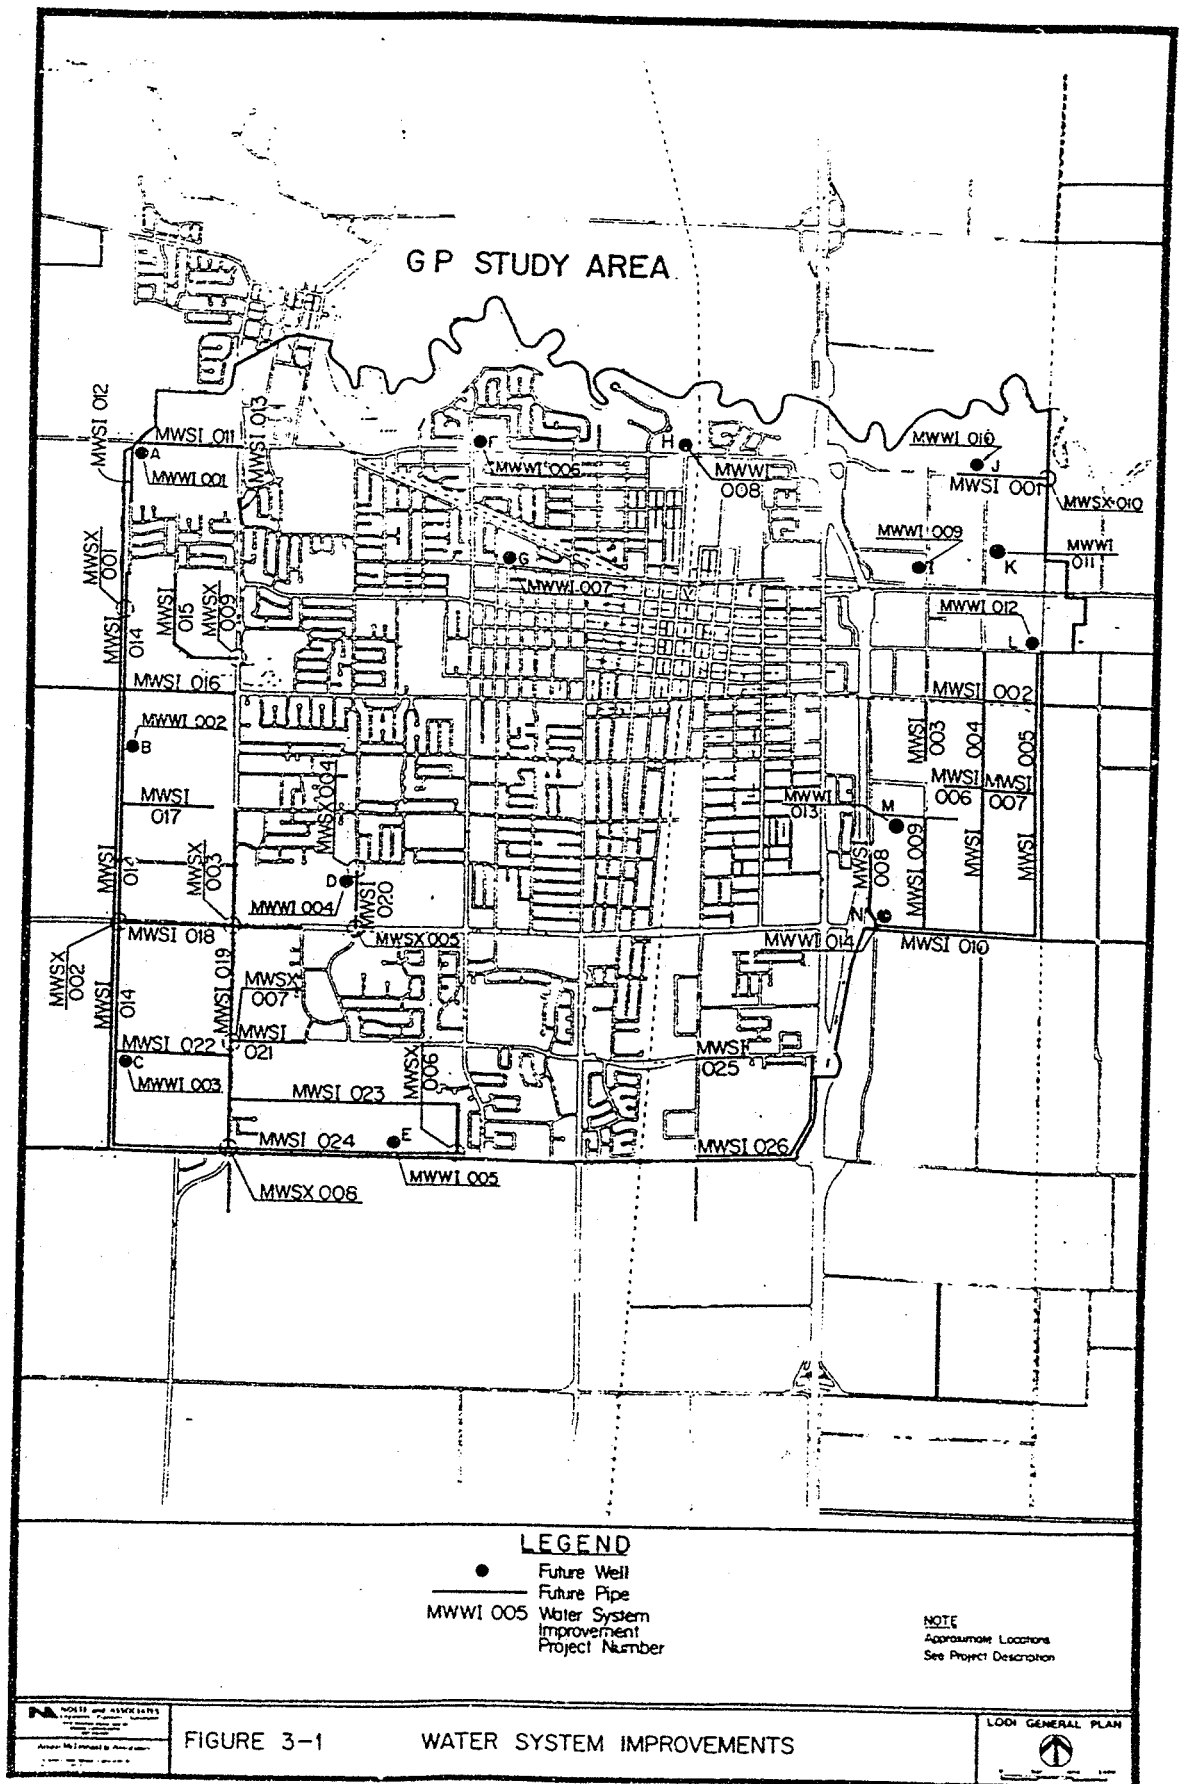 GP STUDY AREA
MWSI 012
MWSI 011
MWSI 013
A
MWWI 001
F
MWWI 006
H
MWWI
008
MWWI 010
J
MWSI 001
MWSX 010
MWSX
001
MWSI
015
MWSX
009
G
MWWI 007
MWWI 009
I
K
MWWI
011
MWSI
014
MWWI 012
L
MWSI 016
MWSI 002
MWWI 002
B
MWSI
003
MWSI
004
MWSI
005
MWSI
017
MWSX 004
MWWI
013
M
MWSI
006
MWSI
007
MWSI
MWSX
003
D
MWWI 004
MWSI
020
MWSI
008
MWSI 009
MWSI
MWSI
N
MWSI 018
MWSX 005
MWWI 014
MWSI 010
MWSX
002
MWSI
014
MWSI 019
MWSX
007
MWSI
021
MWSI 022
C
MWWI 003
MWSX
006
MWSI
025
MWSI 023
MWSI 024
E
MWSI 026
MWWI 005
MWSX 008
LEGEND
Future Well
Future Pipe
MWWI 005 Water System
Improvement
Project Number
NOTE
Approximate Locations
See Project Description
NOLTE and ASSOCIATES
FIGURE 3-1 WATER SYSTEM IMPROVEMENTS
LODI GENERAL PLAN